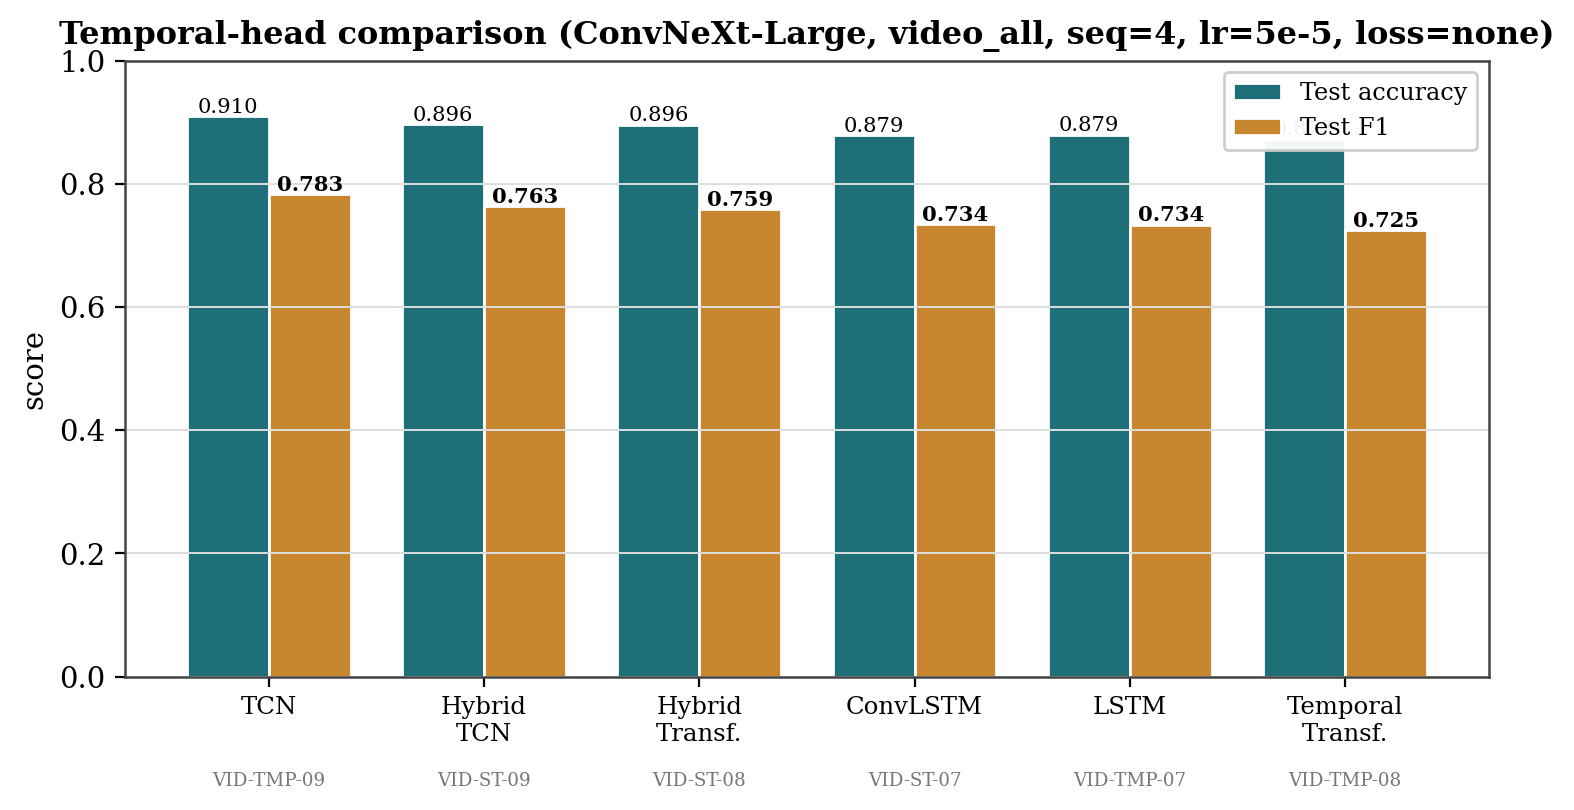 Temporal-head comparison (ConvNeXt-Large, video_all, seq=4, lr=5e-5, loss=none)
Test accuracy
Test F1
score
1.0
0.8
0.6
0.4
0.2
0.0
0.910
0.783
0.896
0.763
0.896
0.759
0.879
0.734
0.879
0.734
0.725
TCN
Hybrid
TCN
Hybrid
Transf.
ConvLSTM
LSTM
Temporal
Transf.
VID-TMP-09
VID-ST-09
VID-ST-08
VID-ST-07
VID-TMP-07
VID-TMP-08